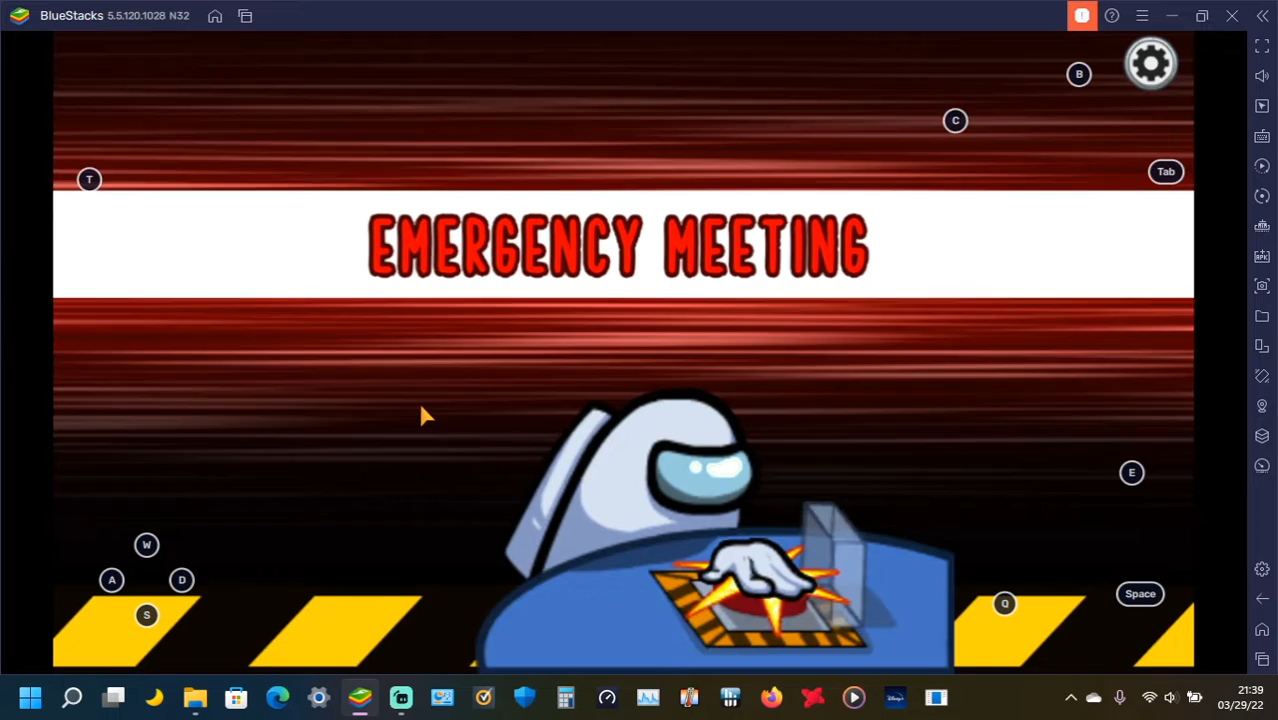 BlueStacks 5.5.120.1028 N32
B
C
T
Tab
EMERGENCY MEETING
E
W
A D
S
Q
Space
21:39
03/29/22